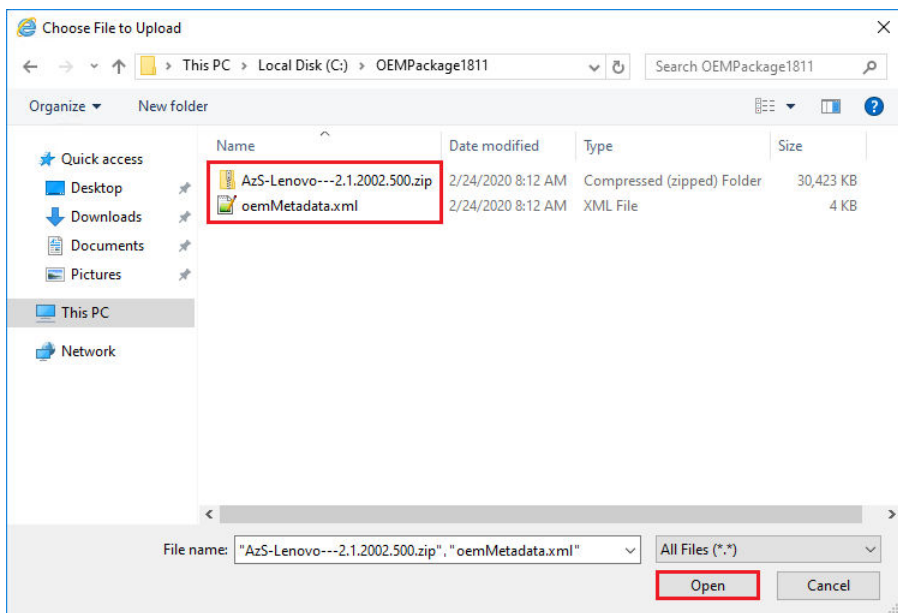 Choose File to Upload
This PC > Local Disk (C:) > OEMPackage1811
Search OEMPackage1811
Organize
New folder
Name Date modified Type Size
AzS-Lenovo---2.1.2002.500.zip 2/24/2020 8:12 AM Compressed (zipped) Folder 30,423 KB
oemMetadata.xml 2/24/2020 8:12 AM XML File 4 KB
Quick access
Desktop
Downloads
Documents
Pictures
This PC
Network
File name: "AzS-Lenovo---2.1.2002.500.zip", "oemMetadata.xml"
All Files (*.*)
Open
Cancel